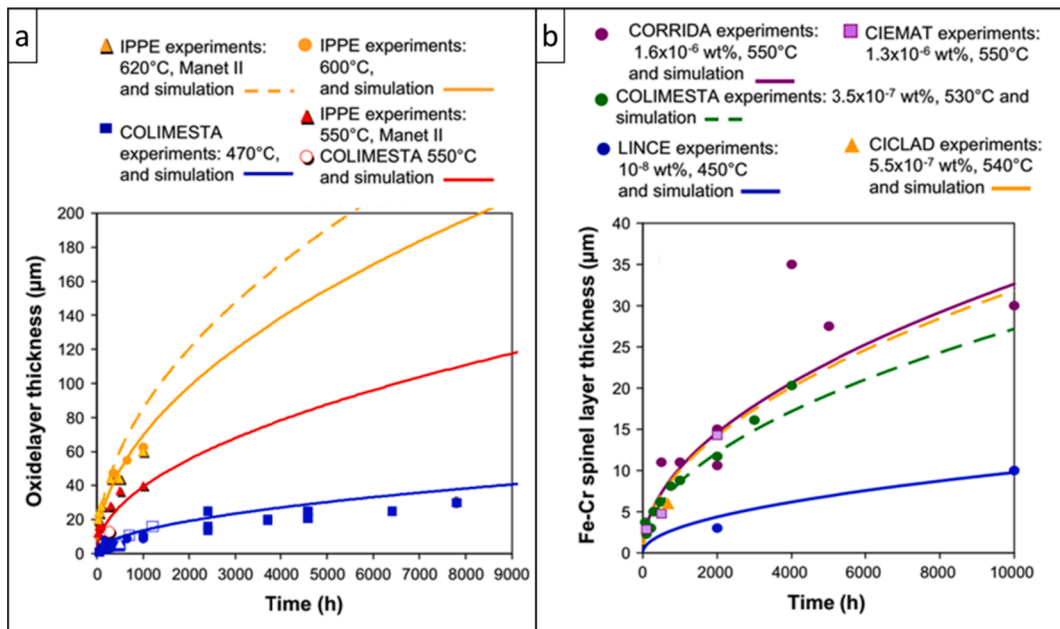 a
IPPE experiments:
620°C, Manet II
and simulation
IPPE experiments
600°C,
and simulation
COLIMESTA
experiments: 470°C,
and simulation
IPPE experiments:
550°C, Manet II
COLIMESTA 550°C
and simulation
Oxidelayer thickness (µm)
200
180
160
140
120
100
80
60
40
20
0
0 1000 2000 3000 4000 5000 6000 7000 8000 9000
Time (h)
b
CORRIDA experiments:
1.6x10⁻⁶ wt%, 550°C
and simulation
CIEMAT experiments:
1.3x10⁻⁶ wt%, 550°C
COLIMESTA experiments: 3.5x10⁻⁷ wt%, 530°C and
simulation
LINCE experiments:
10⁻⁸ wt%, 450°C
and simulation
CICLAD experiments:
5.5x10⁻⁷ wt%, 540°C
and simulation
Fe-Cr spinel layer thickness (µm)
40
35
30
25
20
15
10
5
0
0 2000 4000 6000 8000 10000
Time (h)